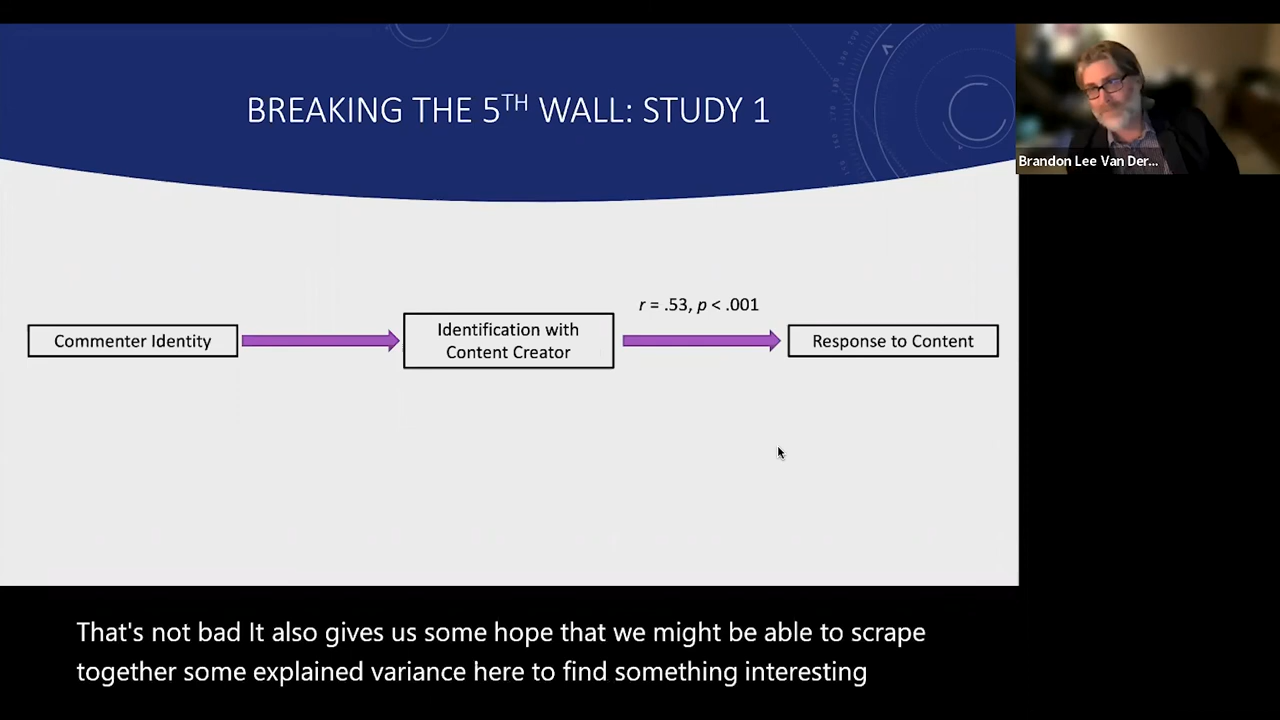 BREAKING THE 5TH WALL: STUDY 1
Brandon Lee Van Der...
r = .53, p < .001
Commenter Identity
Identification with
Content Creator
Response to Content
That's not bad It also gives us some hope that we might be able to scrape
together some explained variance here to find something interesting